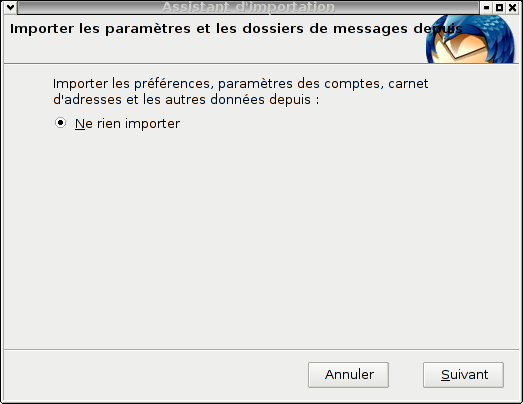 Assistant d'importation
Importer les paramètres et les dossiers de messages depuis
Importer les préférences, paramètres des comptes, carnet
d'adresses et les autres données depuis :
Ne rien importer
Annuler
Suivant